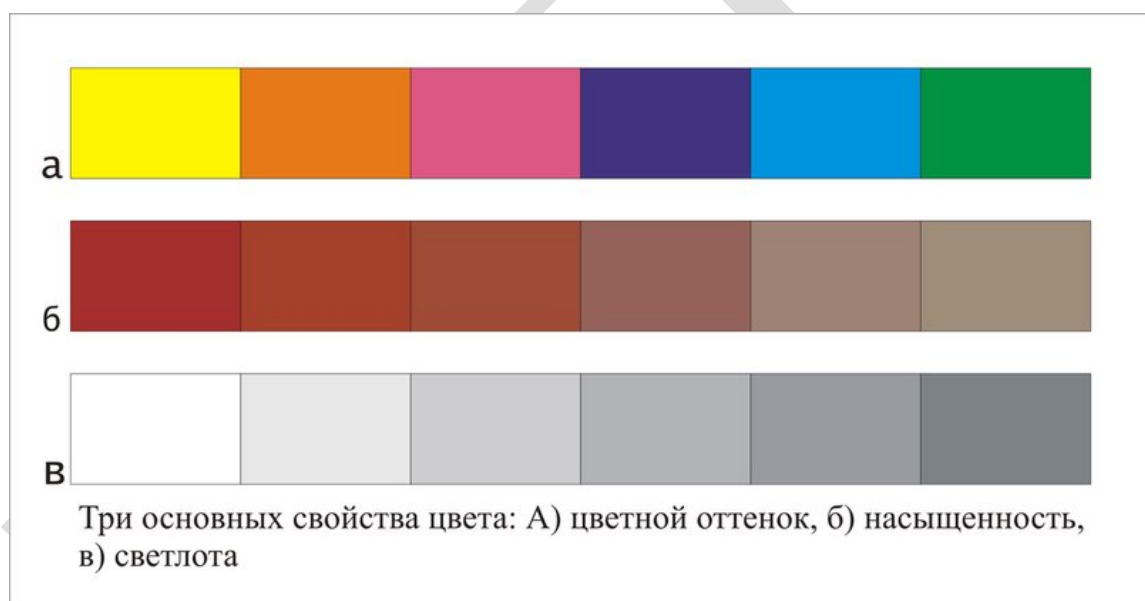 а
б
в
Три основных свойства цвета: А) цветной оттенок, б) насыщенность,
в) светлота